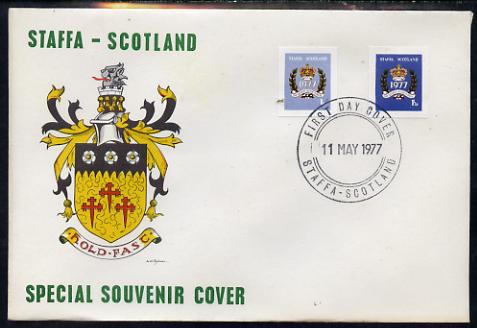 STAFFA - SCOTLAND
STAFFA SCOTLAND
1977
STAFFA SCOTLAND
1977
FIRST DAY COVER
11 MAY 1977
STAFFA - SCOTLAND
HOLD-FAST
SPECIAL SOUVENIR COVER